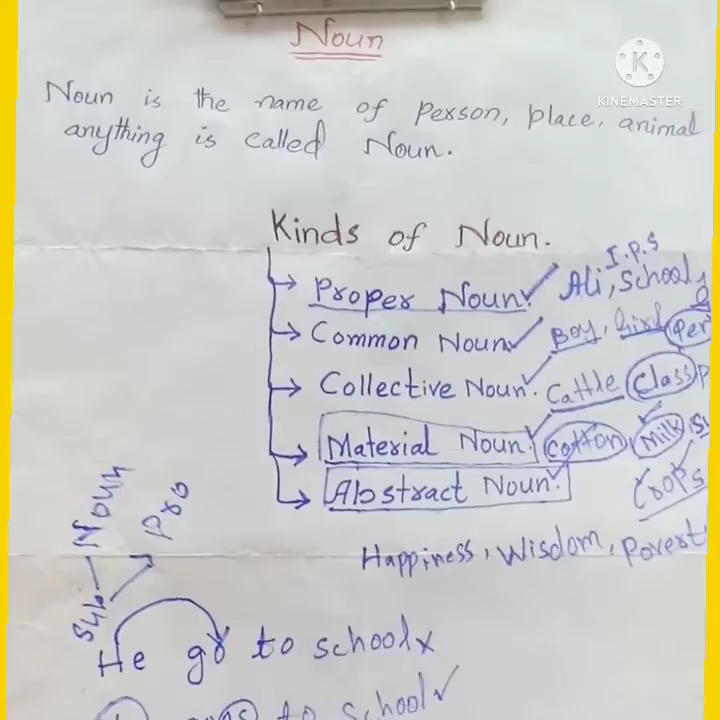 Noun
KINEMASTER
Noun is the name of Person, place, animal
anything is called Noun.
Kinds of Noun.
I.P.S
Proper Noun ✓ Ali, School
Common Noun ✓ Boy, Girl
Collective Noun. ✓ Cattle Class
Material Noun. ✓ Cotton, Milk
Abstract Noun. ✓ Crops
Happiness, Wisdom,
Sub — Noun
Pro
He go to school x
to school ✓